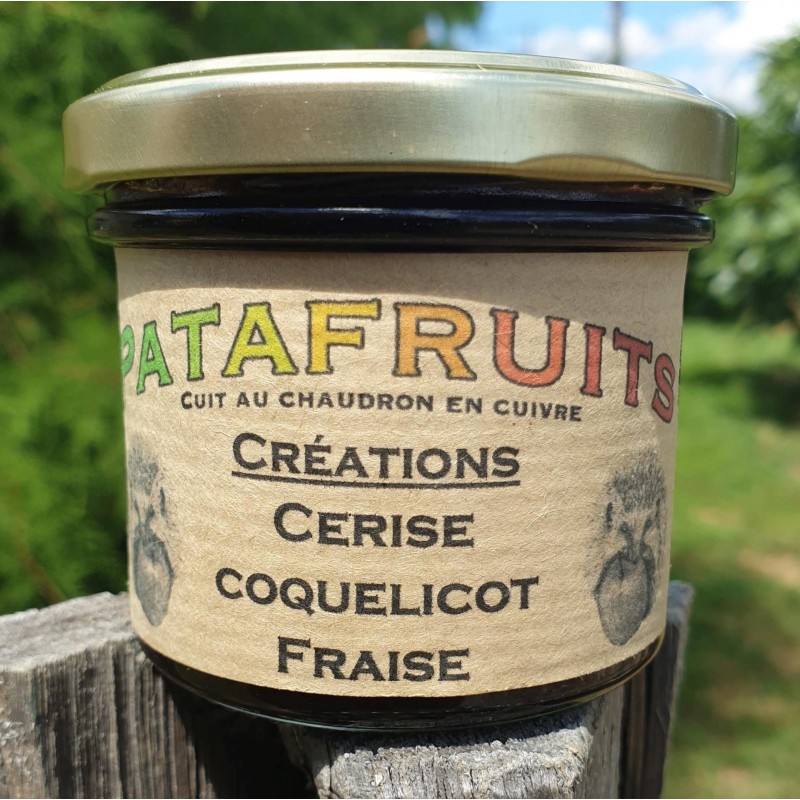 PATAFRUITS
CUIT AU CHAUDRON EN CUIVRE
CRÉATIONS
CERISE
COQUELICOT
FRAISE